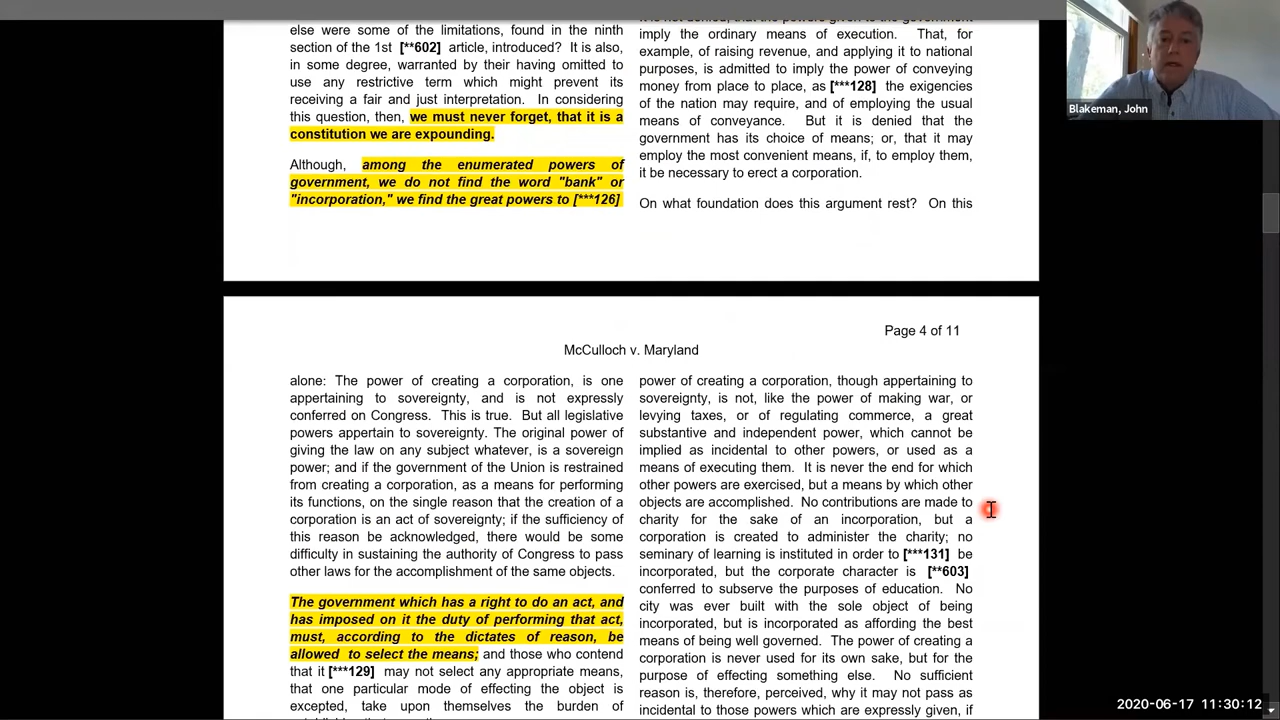 else were some of the limitations, found in the ninth
section of the 1st [**602] article, introduced? It is also,
in some degree, warranted by their having omitted to
use any restrictive term which might prevent its
receiving a fair and just interpretation. In considering
this question, then, we must never forget, that it is a
constitution we are expounding.
Although, among the enumerated powers of
government, we do not find the word "bank" or
"incorporation," we find the great powers to [***126]
it is not denied, that the powers given to the government
imply the ordinary means of execution. That, for
example, of raising revenue, and applying it to national
purposes, is admitted to imply the power of conveying
money from place to place, as [***128] the exigencies
of the nation may require, and of employing the usual
means of conveyance. But it is denied that the
government has its choice of means; or, that it may
employ the most convenient means, if, to employ them,
it be necessary to erect a corporation.
On what foundation does this argument rest? On this
Blakeman, John
Page 4 of 11
McCulloch v. Maryland
alone: The power of creating a corporation, is one
appertaining to sovereignty, and is not expressly
conferred on Congress. This is true. But all legislative
powers appertain to sovereignty. The original power of
giving the law on any subject whatever, is a sovereign
power; and if the government of the Union is restrained
from creating a corporation, as a means for performing
its functions, on the single reason that the creation of a
corporation is an act of sovereignty; if the sufficiency of
this reason be acknowledged, there would be some
difficulty in sustaining the authority of Congress to pass
other laws for the accomplishment of the same objects.
The government which has a right to do an act, and
has imposed on it the duty of performing that act,
must, according to the dictates of reason, be
allowed to select the means; and those who contend
that it [***129] may not select any appropriate means,
that one particular mode of effecting the object is
excepted, take upon themselves the burden of
power of creating a corporation, though appertaining to
sovereignty, is not, like the power of making war, or
levying taxes, or of regulating commerce, a great
substantive and independent power, which cannot be
implied as incidental to other powers, or used as a
means of executing them. It is never the end for which
other powers are exercised, but a means by which other
objects are accomplished. No contributions are made to
charity for the sake of an incorporation, but a
corporation is created to administer the charity; no
seminary of learning is instituted in order to [***131] be
incorporated, but the corporate character is [**603]
conferred to subserve the purposes of education. No
city was ever built with the sole object of being
incorporated, but is incorporated as affording the best
means of being well governed. The power of creating a
corporation is never used for its own sake, but for the
purpose of effecting something else. No sufficient
reason is, therefore, perceived, why it may not pass as
incidental to those powers which are expressly given, if
2020-06-17 11:30:12